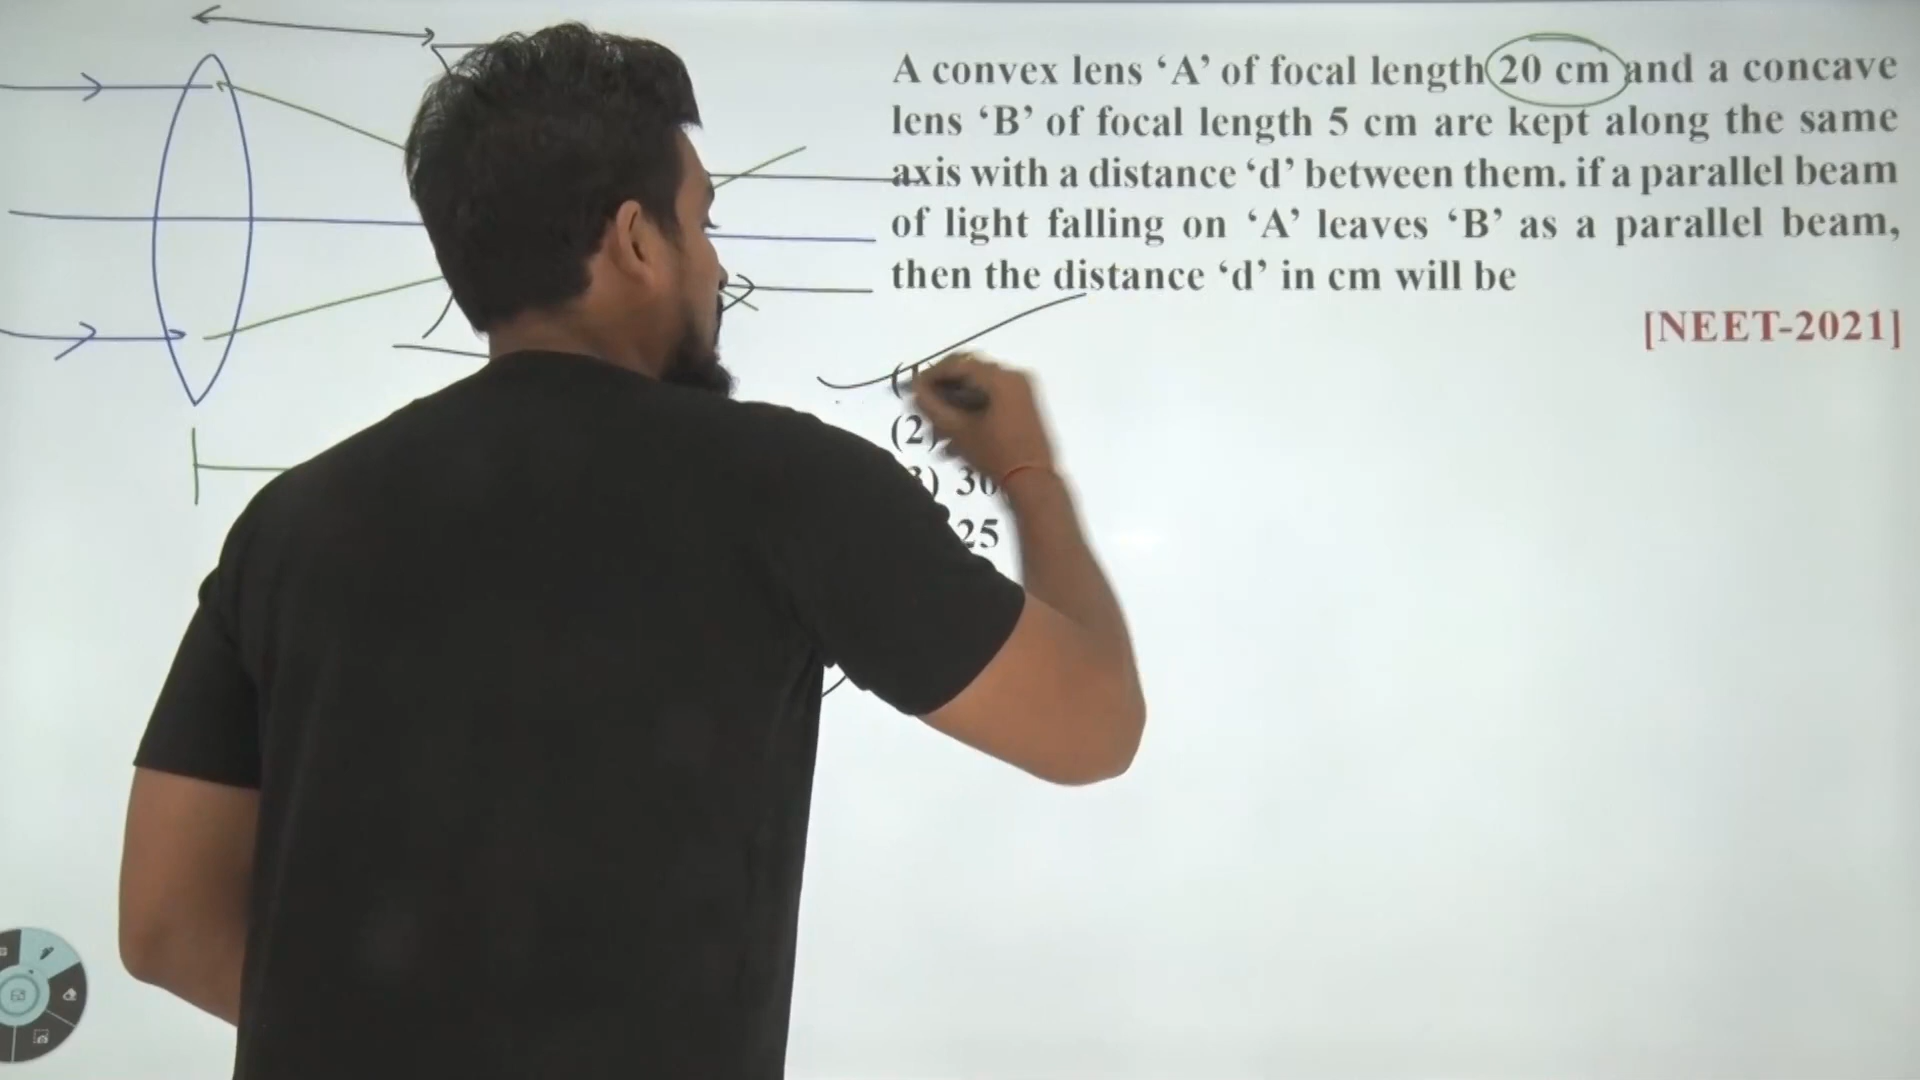 A convex lens ‘A’ of focal length 20 cm and a concave
lens ‘B’ of focal length 5 cm are kept along the same
axis with a distance ‘d’ between them. if a parallel beam
of light falling on ‘A’ leaves ‘B’ as a parallel beam,
then the distance ‘d’ in cm will be
[NEET-2021]
(2)
30
25